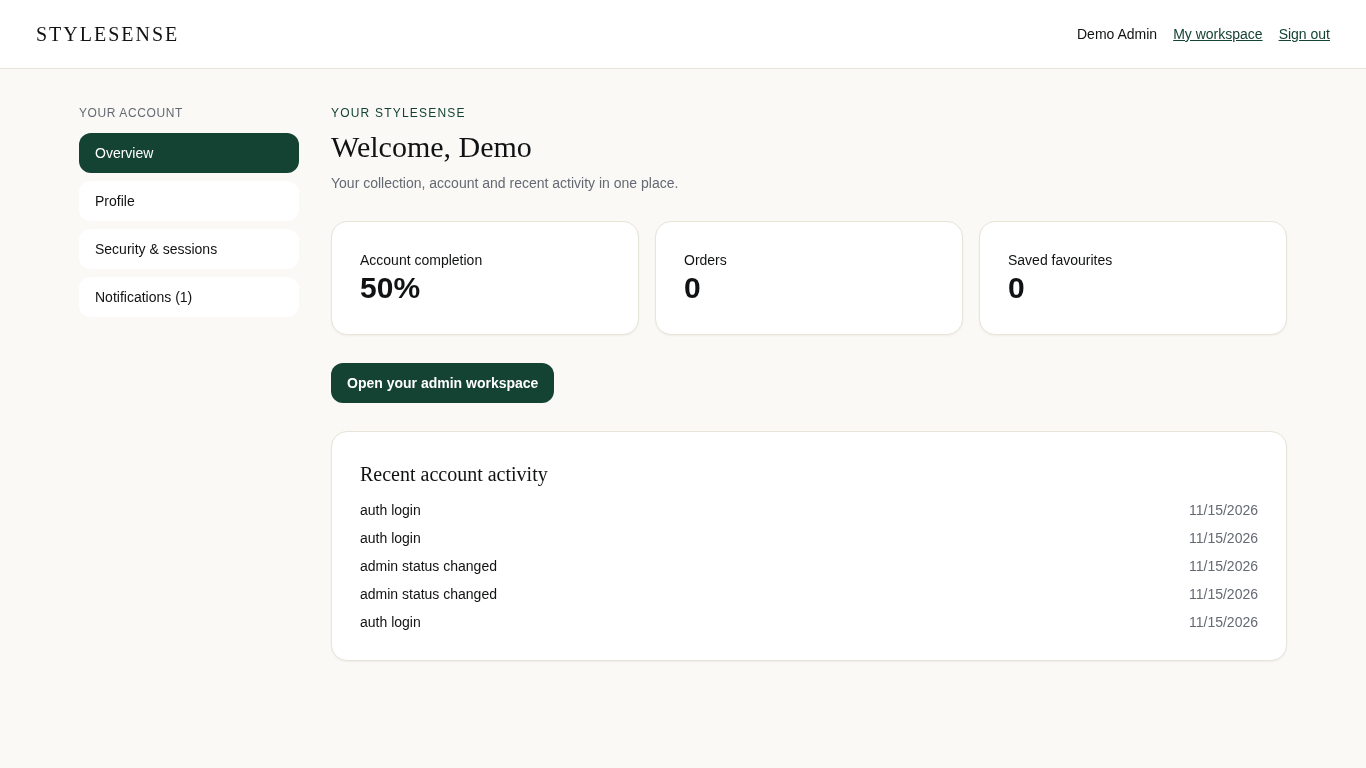 STYLESENSE
Demo Admin My workspace Sign out
YOUR ACCOUNT
Overview
Profile
Security & sessions
Notifications (1)
YOUR STYLESENSE
Welcome, Demo
Your collection, account and recent activity in one place.
Account completion
50%
Orders
0
Saved favourites
0
Open your admin workspace
Recent account activity
auth login 11/15/2026
auth login 11/15/2026
admin status changed 11/15/2026
admin status changed 11/15/2026
auth login 11/15/2026